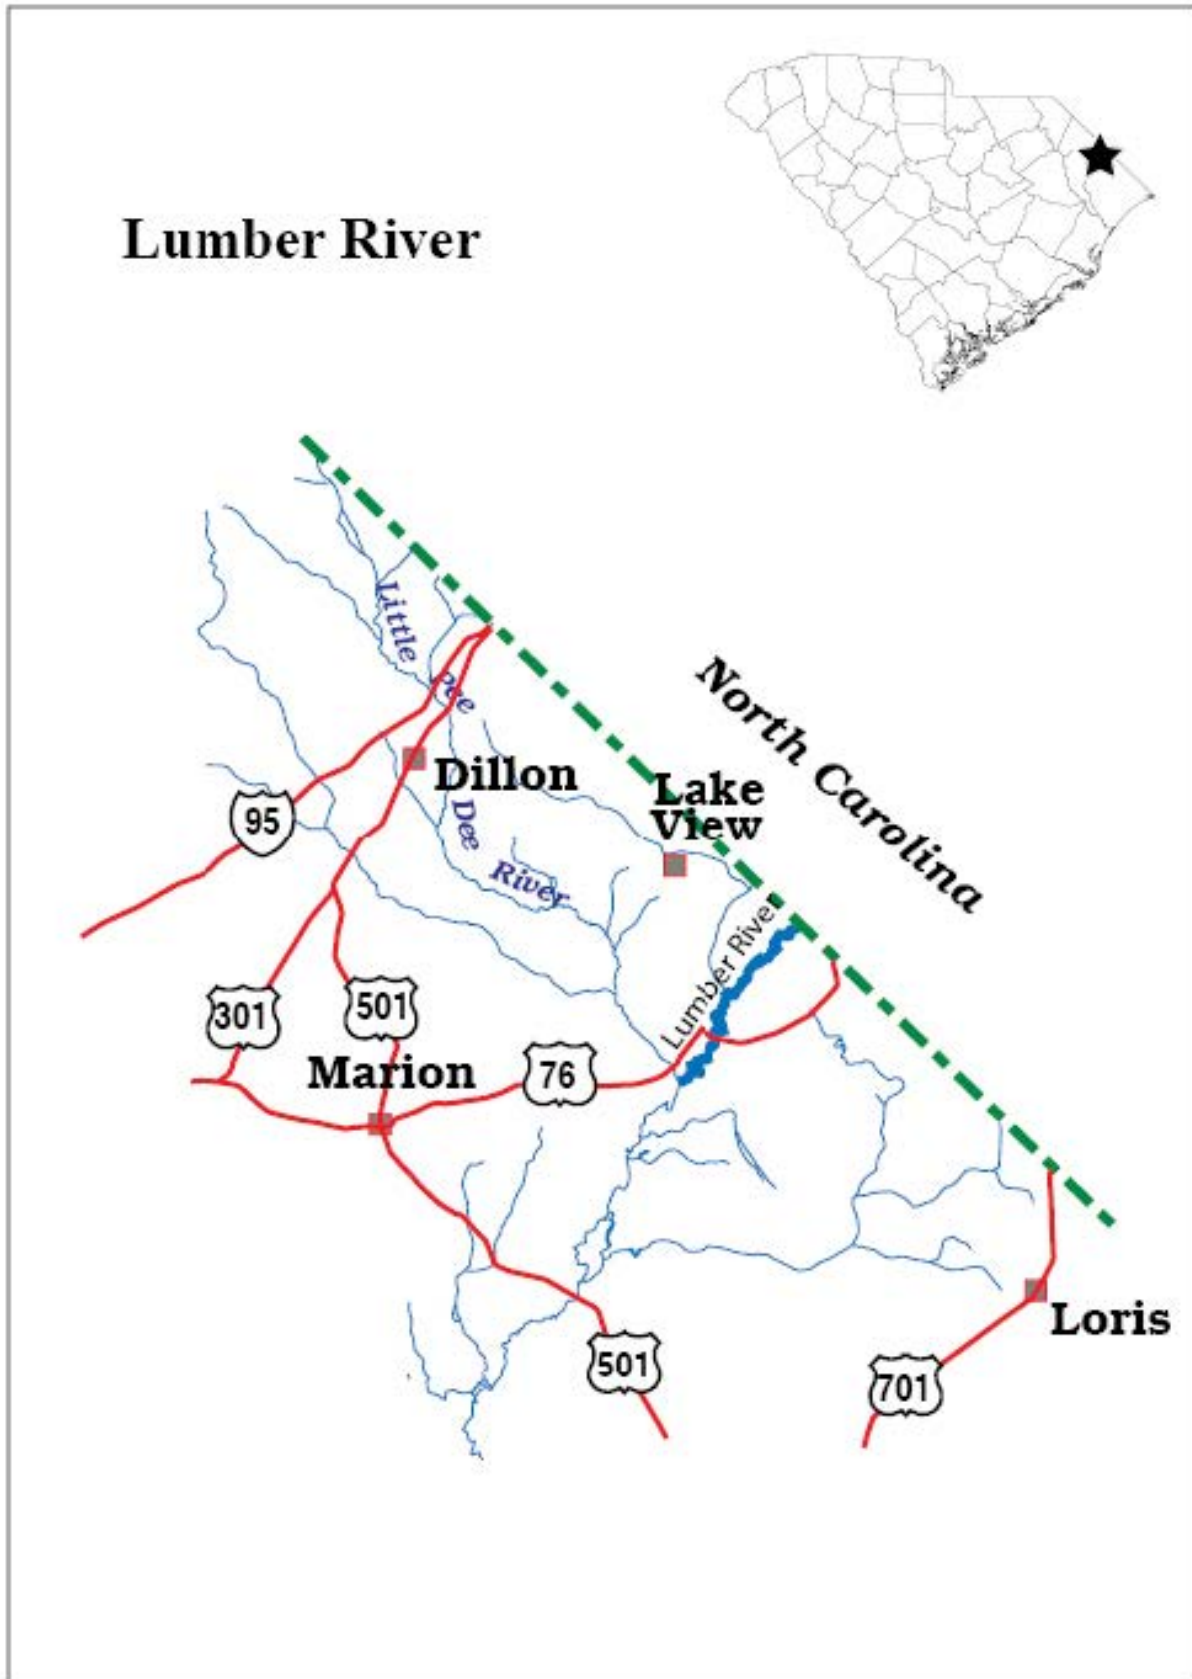 Lumber River
North Carolina
Little Pee Dee River
Dillon
Lake
View
95
Lumber River
301
501
Marion
76
Loris
501
701